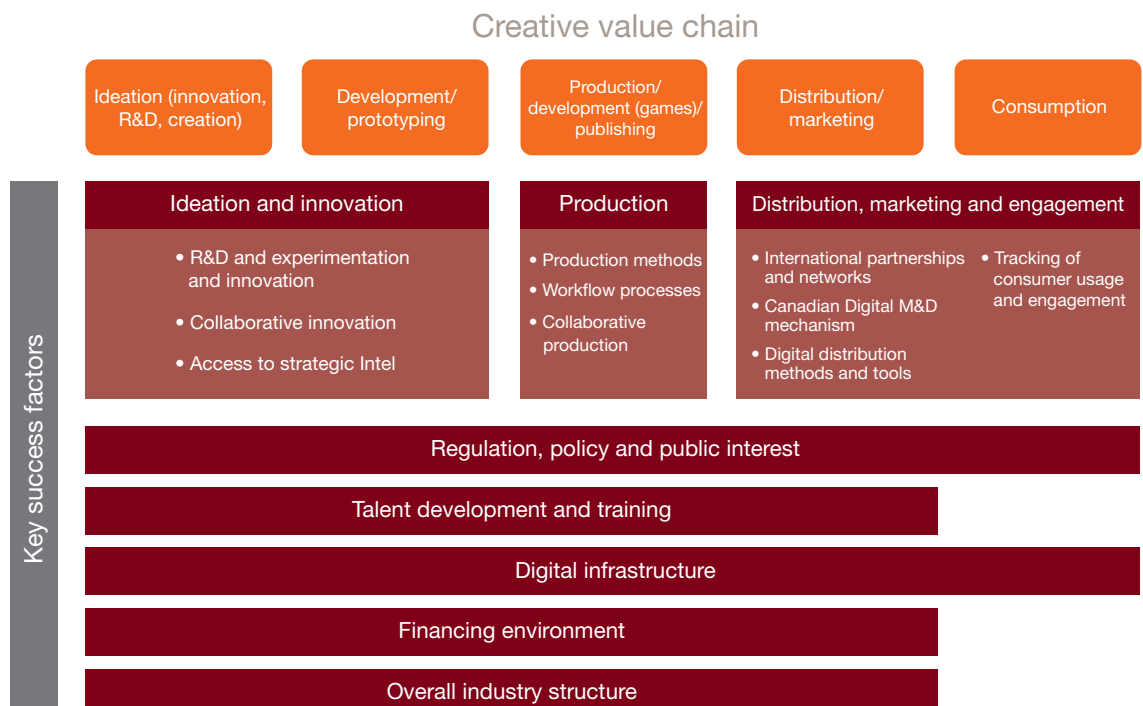 Creative value chain
Ideation (innovation,
R&D, creation)
Development/
prototyping
Production/
development (games)/
publishing
Distribution/
marketing
Consumption
Key success factors
Ideation and innovation
• R&D and experimentation
and innovation
• Collaborative innovation
• Access to strategic Intel
Production
• Production methods
• Workflow processes
• Collaborative
production
Distribution, marketing and engagement
• International partnerships
and networks
• Canadian Digital M&D
mechanism
• Digital distribution
methods and tools
• Tracking of
consumer usage
and engagement
Regulation, policy and public interest
Talent development and training
Digital infrastructure
Financing environment
Overall industry structure